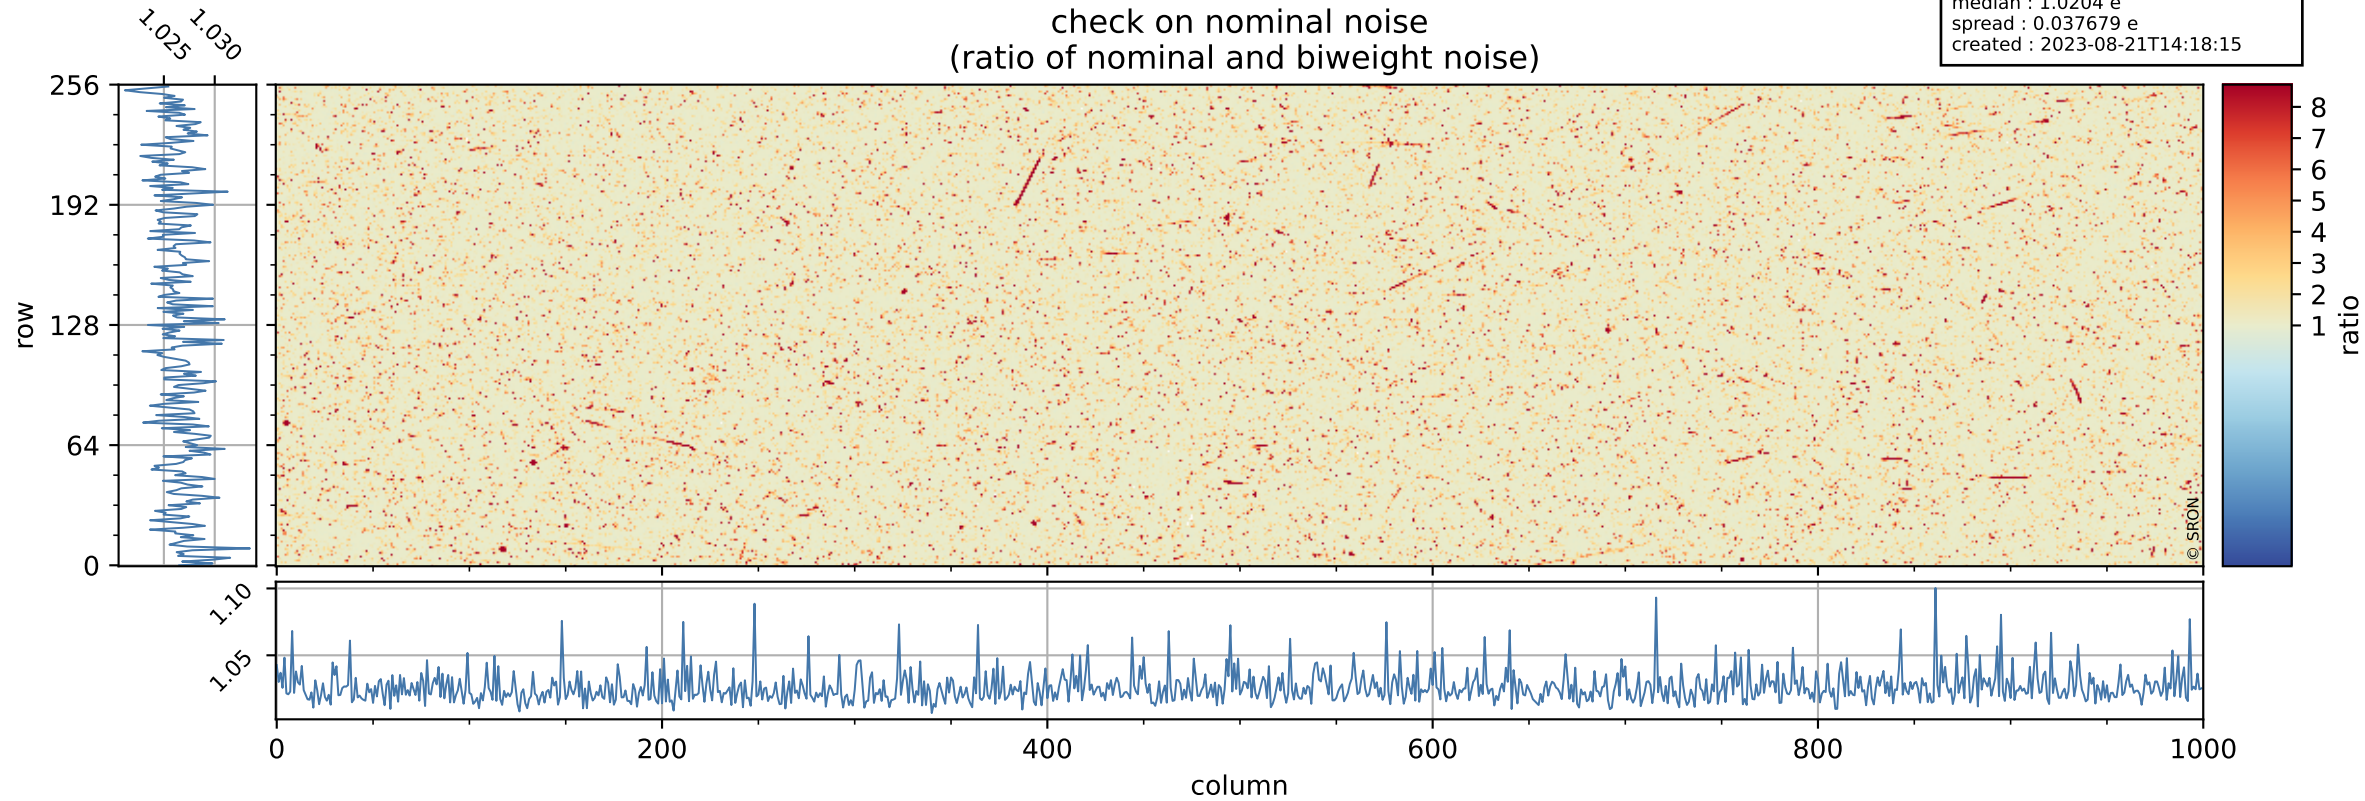 check on nominal noise
(ratio of nominal and biweight noise)
median : 1.0204 e
spread : 0.037679 e
created : 2023-08-21T14:18:15
1.025
1.030
256
192
128
64
0
row
8
7
6
5
4
3
2
1
ratio
© SRON
1.10
1.05
0
200
400
600
800
1000
column